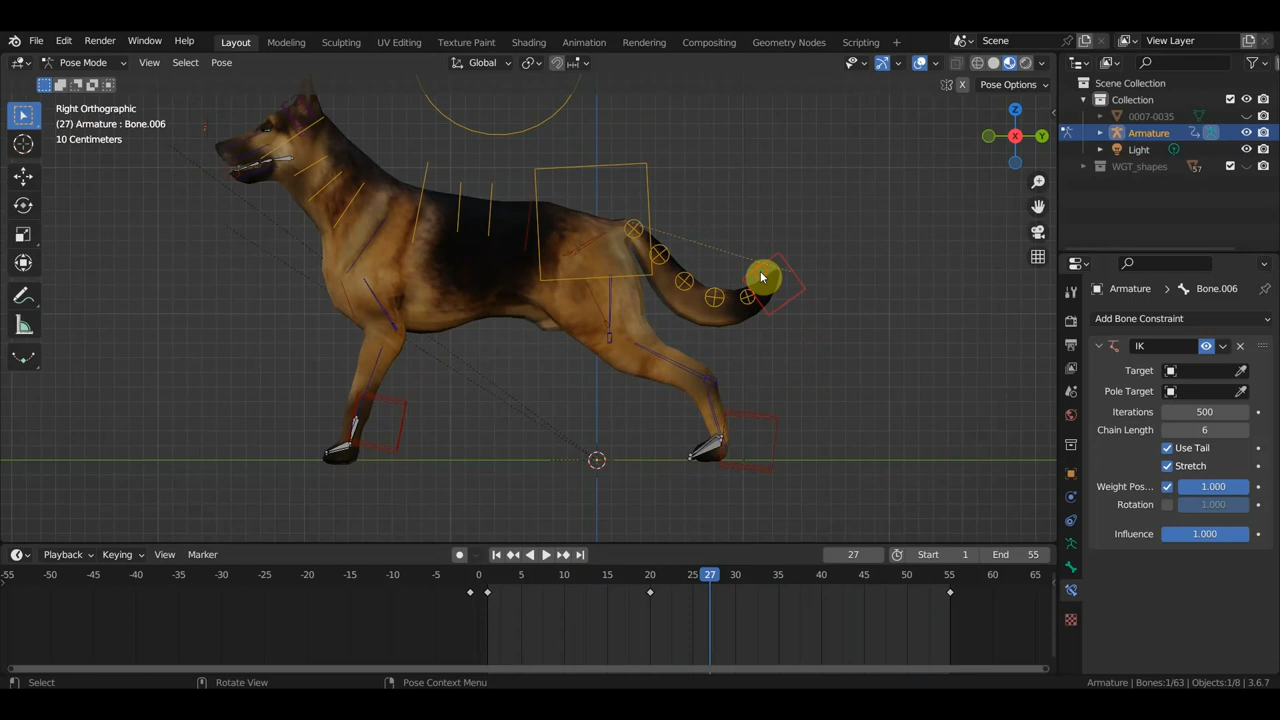 File Edit Render Window Help Layout Modeling Sculpting UV Editing Texture Paint Shading Animation Rendering Compositing Geometry Nodes Scripting + Scene View Layer
Pose Mode View Select Pose Global
X Pose Options
Right Orthographic
(27) Armature : Bone.006
10 Centimeters
Z
Y
X
Scene Collection
Collection
0007-0035
Armature
Light
WGT_shapes 57
Armature Bone.006
Add Bone Constraint
IK
Target
Pole Target
Iterations 500
Chain Length 6
Use Tail
Stretch
Weight Pos... 1.000
Rotation 1.000
Influence 1.000
Playback Keying View Marker 27 Start 1 End 55
-55 -50 -45 -40 -35 -30 -25 -20 -15 -10 -5 0 5 10 15 20 25 27 30 35 40 45 50 55 60 65
Select Rotate View Pose Context Menu Armature | Bones:1/63 | Objects:1/8 | 3.6.7